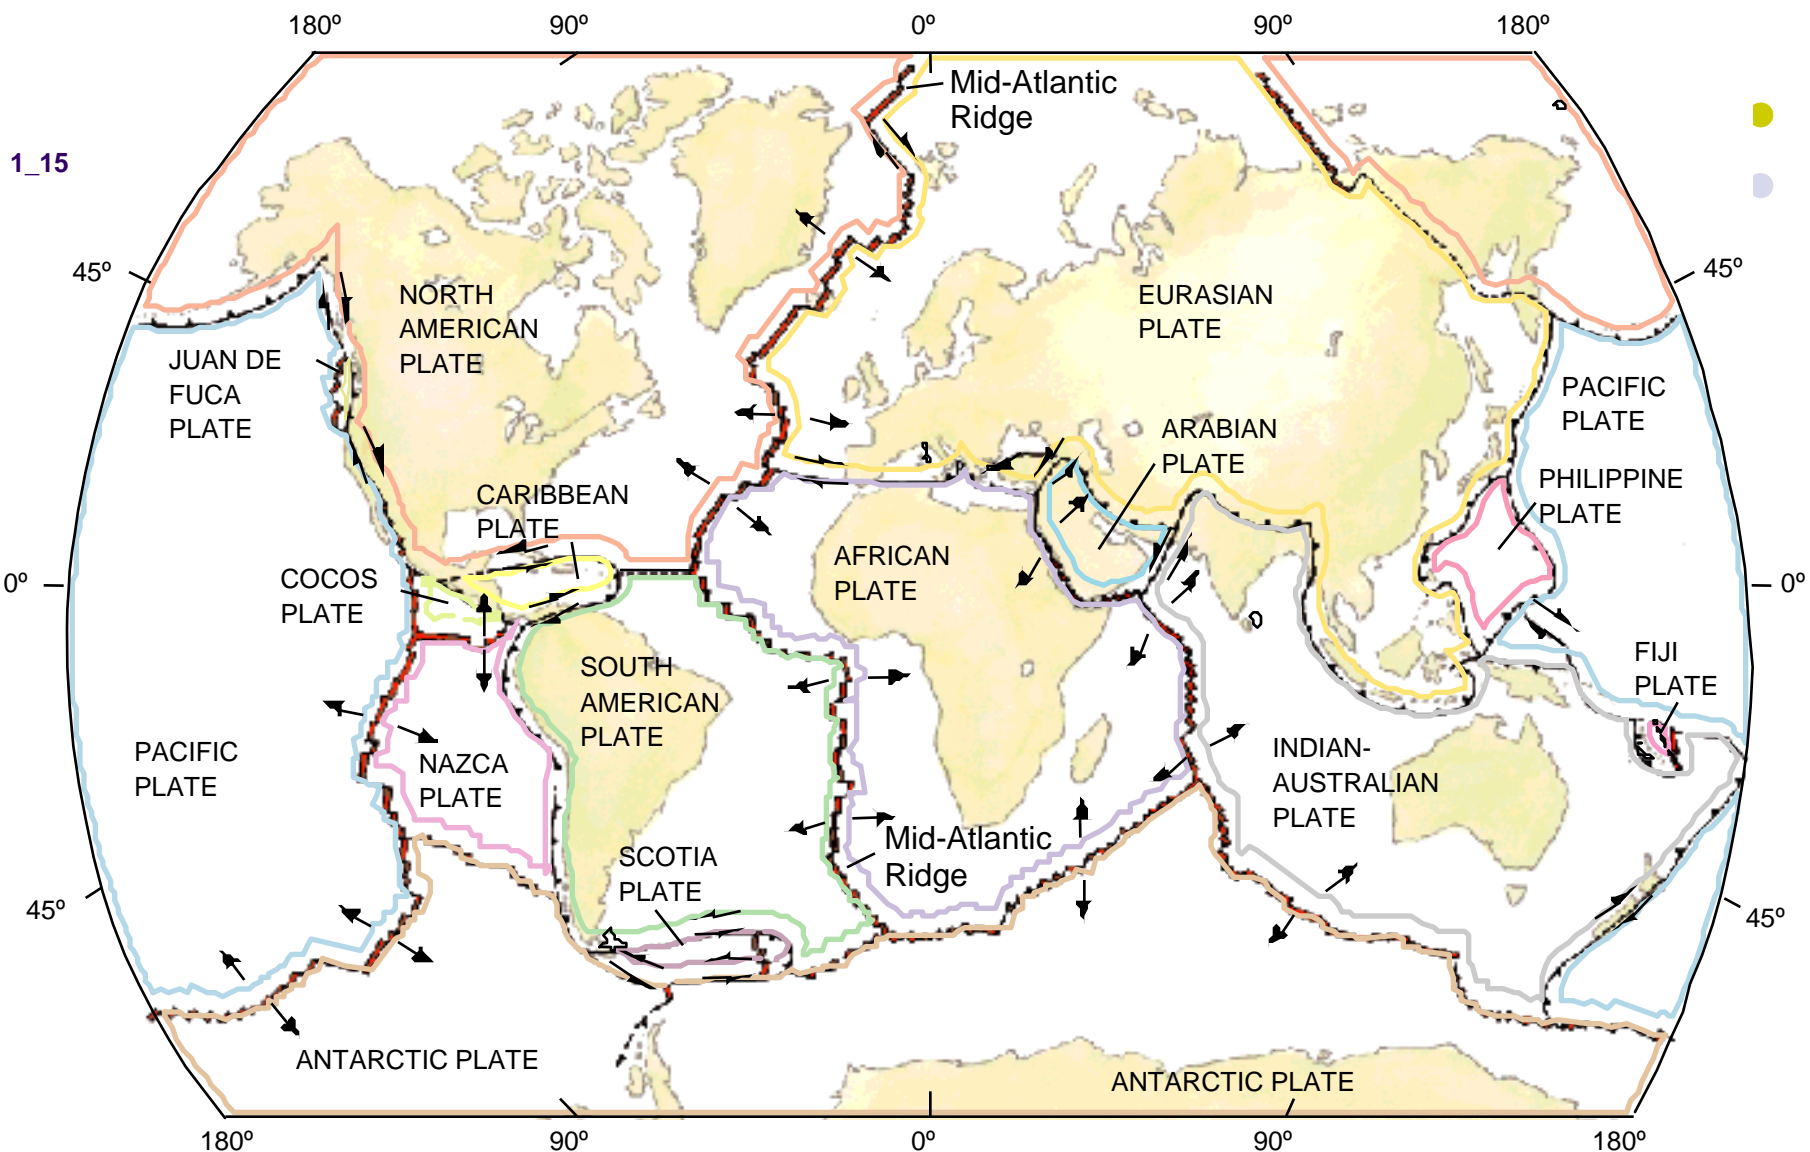 180º 90º 0º 90º 180º
Mid-Atlantic
Ridge
1_15
45º
45º
NORTH
AMERICAN
PLATE
EURASIAN
PLATE
JUAN DE
FUCA
PLATE
PACIFIC
PLATE
ARABIAN
PLATE
PHILIPPINE
PLATE
CARIBBEAN
PLATE
AFRICAN
PLATE
COCOS
PLATE
0º
0º
SOUTH
AMERICAN
PLATE
FIJI
PLATE
PACIFIC
PLATE
NAZCA
PLATE
INDIAN-
AUSTRALIAN
PLATE
Mid-Atlantic
Ridge
SCOTIA
PLATE
45º
45º
ANTARCTIC PLATE
ANTARCTIC PLATE
180º 90º 0º 90º 180º